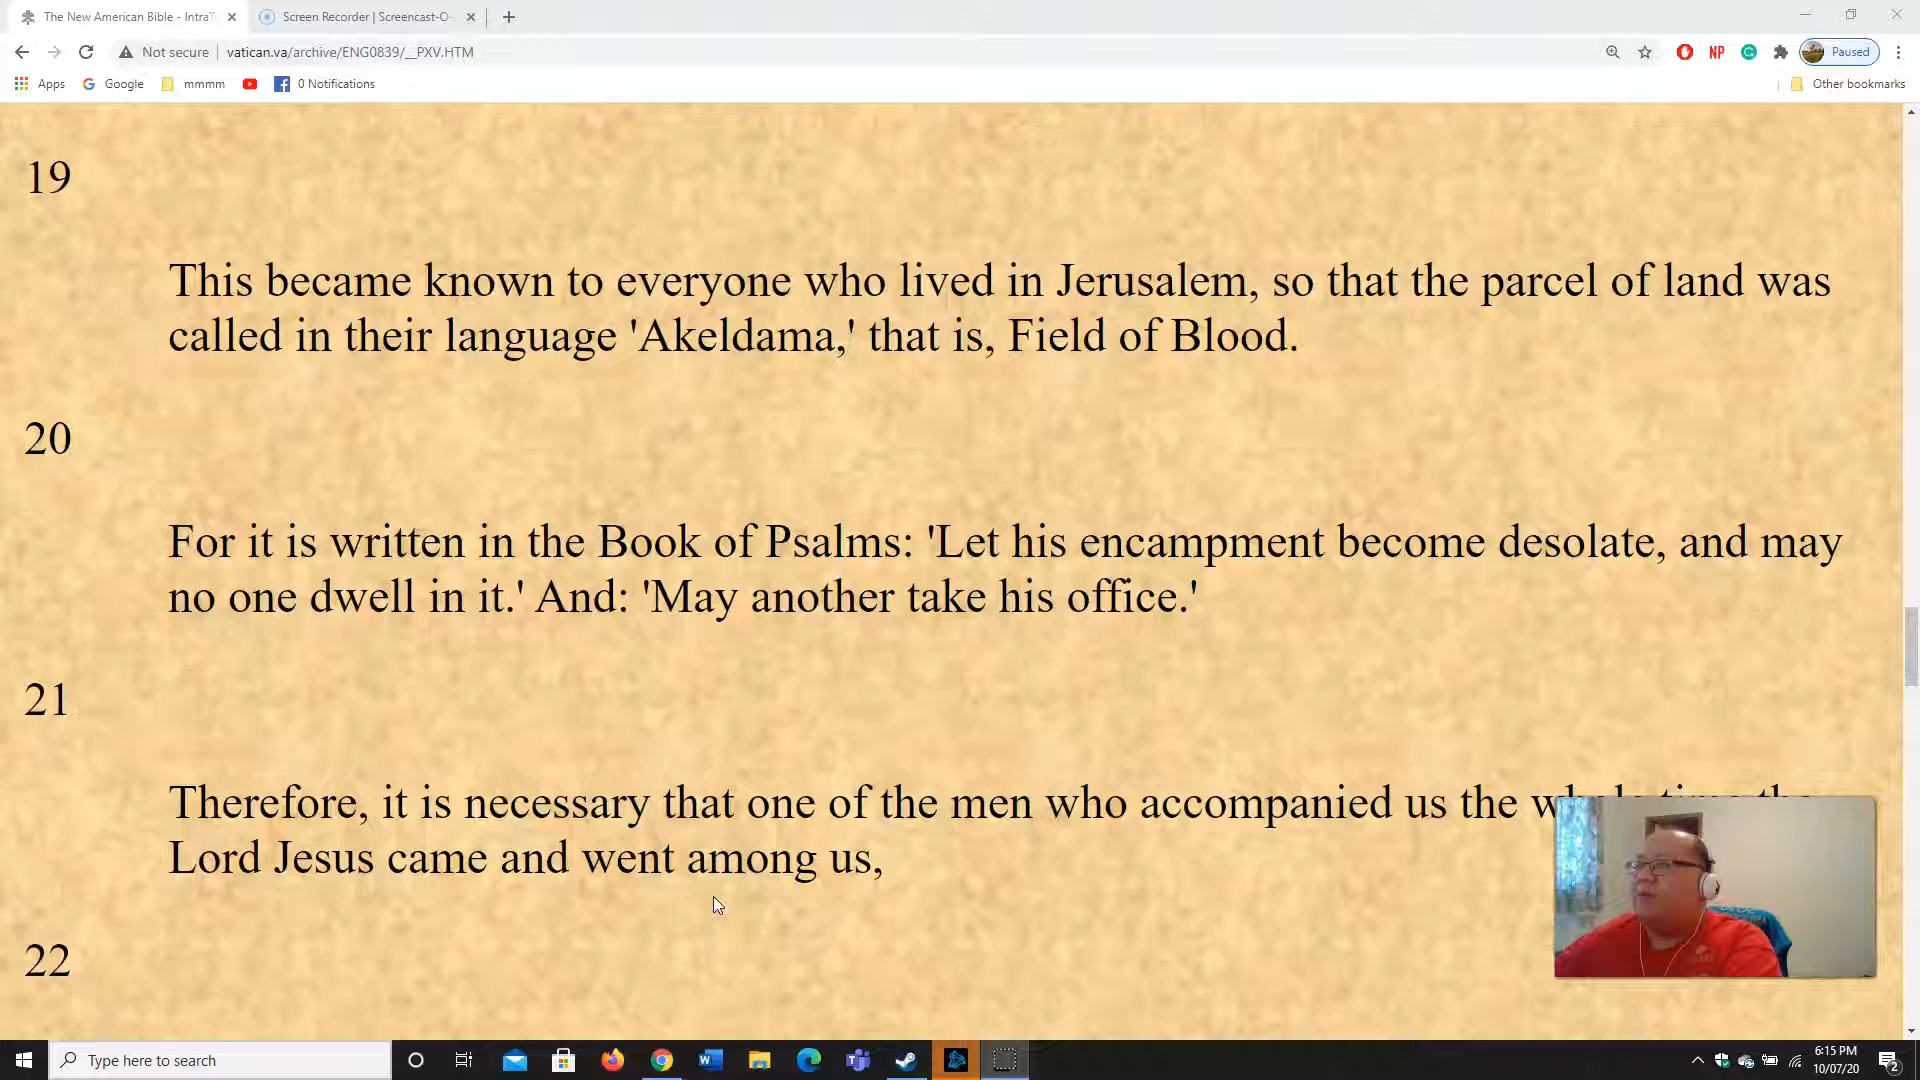 The New American Bible - IntraT
Screen Recorder | Screencast-O-
Not secure
vatican.va/archive/ENG0839/__PXV.HTM
NP
Paused
Apps
Google
mmmm
0 Notifications
Other bookmarks
19
This became known to everyone who lived in Jerusalem, so that the parcel of land was
called in their language 'Akeldama,' that is, Field of Blood.
20
For it is written in the Book of Psalms: 'Let his encampment become desolate, and may
no one dwell in it.' And: 'May another take his office.'
21
Therefore, it is necessary that one of the men who accompanied us the whole time the
Lord Jesus came and went among us,
22
Type here to search
6:15 PM
10/07/20
2